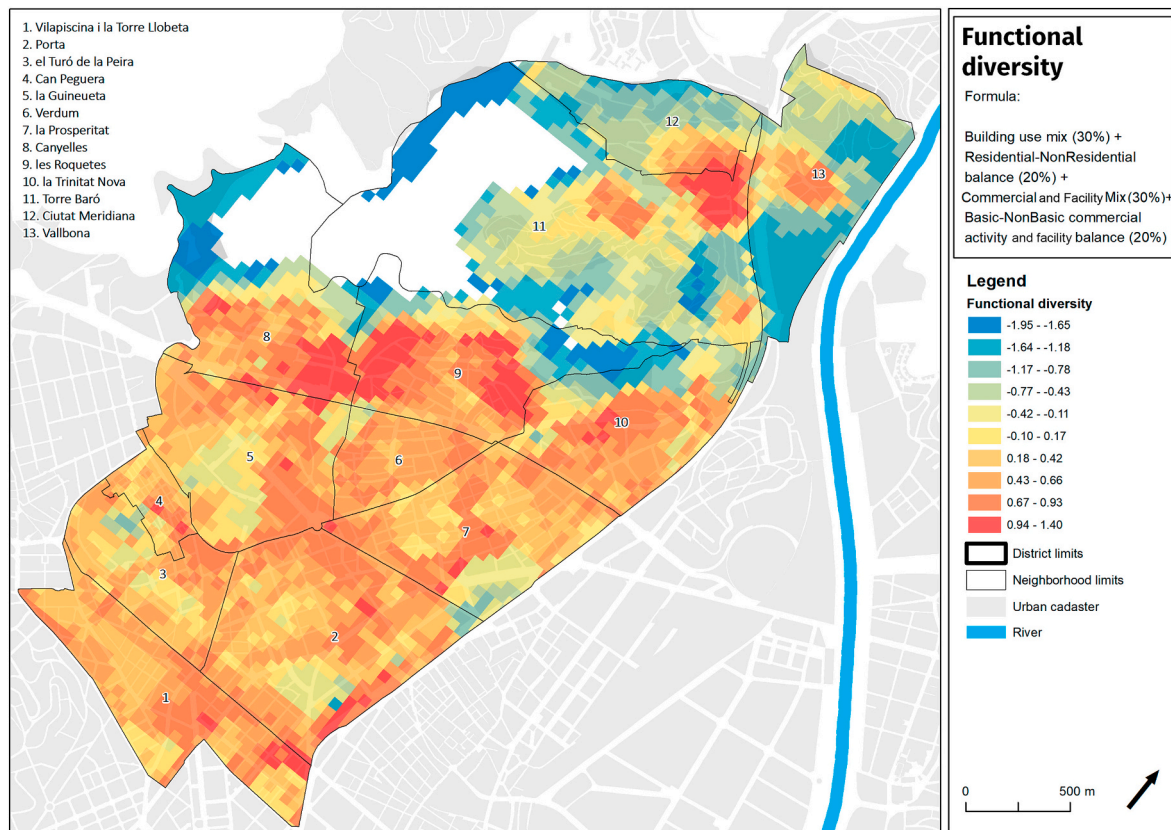 1. Vilapiscina i la Torre Llobeta
2. Porta
3. el Turó de la Peira
4. Can Peguera
5. la Guineueta
6. Verdum
7. la Prosperitat
8. Canyelles
9. les Roquetes
10. la Trinitat Nova
11. Torre Baró
12. Ciutat Meridiana
13. Vallbona
12
13
11
8
9
10
5
6
4
7
3
2
1
Functional
diversity
Formula:
Building use mix (30%) +
Residential-NonResidential
balance (20%) +
Commercial and Facility Mix (30%)+
Basic-NonBasic commercial
activity and facility balance (20%)
Legend
Functional diversity
-1.95 - -1.65
-1.64 - -1.18
-1.17 - -0.78
-0.77 - -0.43
-0.42 - -0.11
-0.10 - 0.17
0.18 - 0.42
0.43 - 0.66
0.67 - 0.93
0.94 - 1.40
District limits
Neighborhood limits
Urban cadaster
River
0 500 m